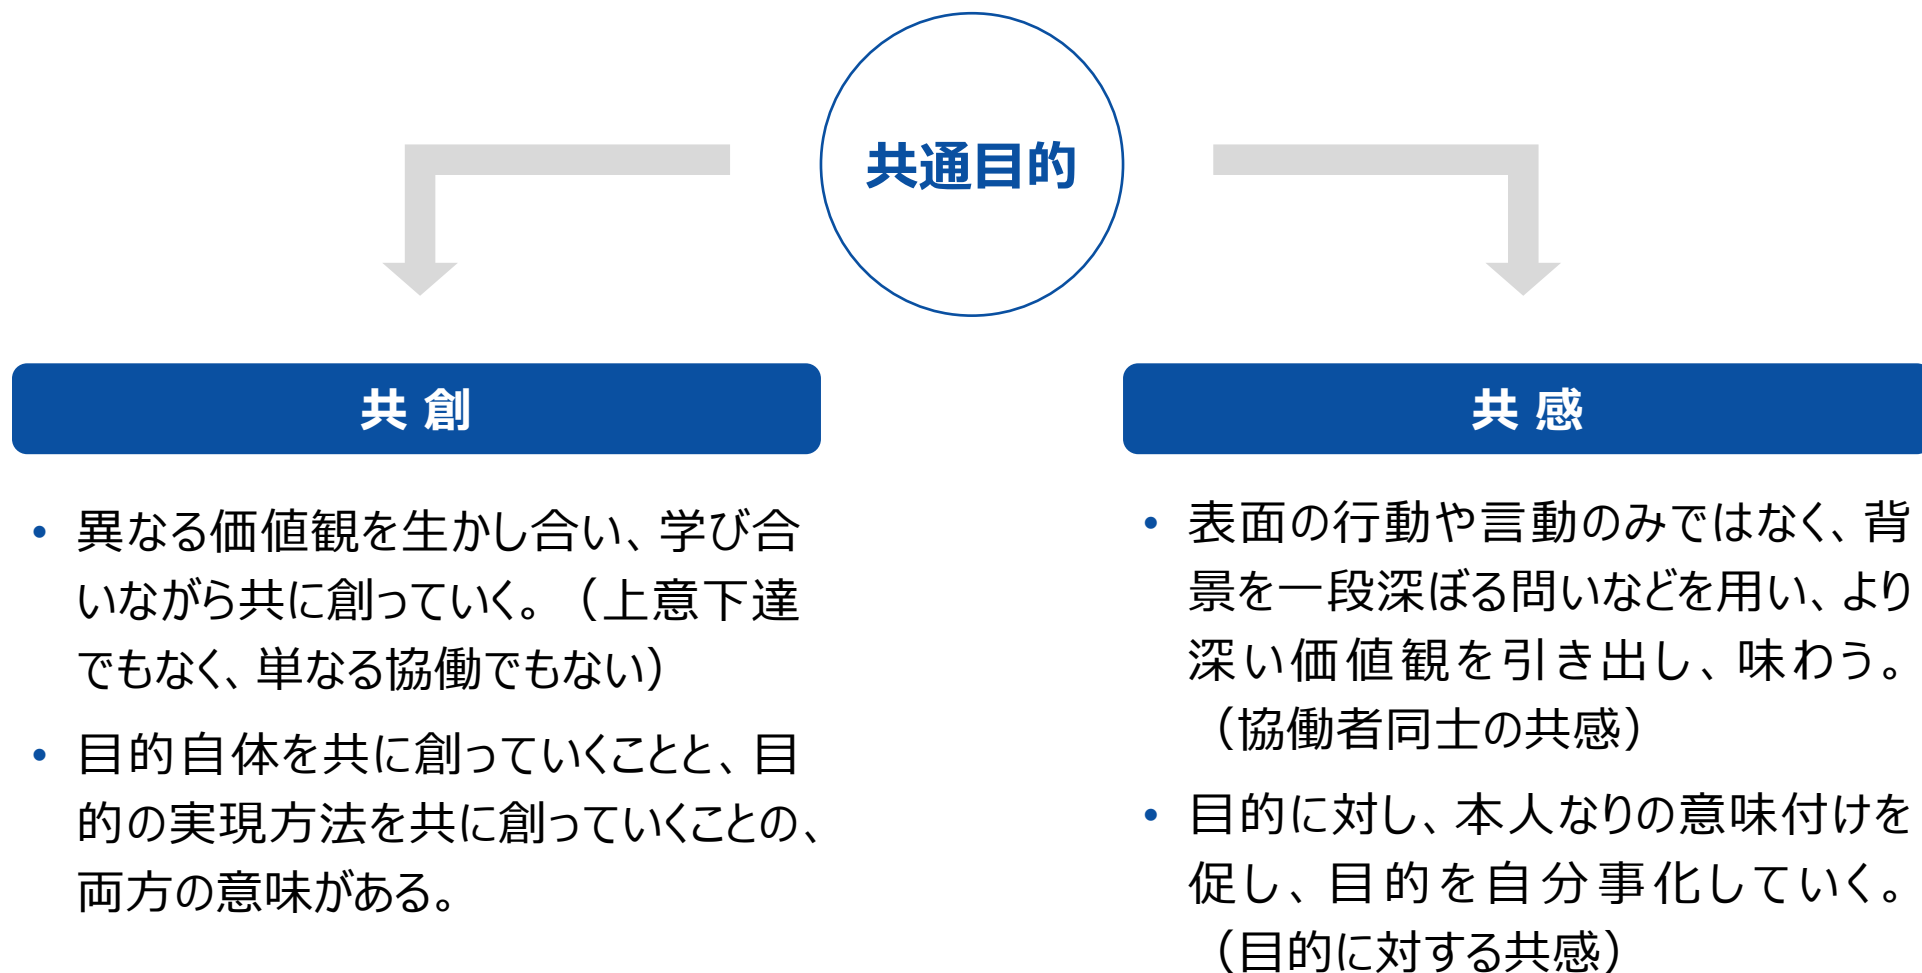 共通目的
共創
• 異なる価値観を生かし合い、学び合
いながら共に創っていく。（上意下達
でもなく、単なる協働でもない）
• 目的自体を共に創っていくことと、目
的の実現方法を共に創っていくことの、
両方の意味がある。
共感
• 表面の行動や言動のみではなく、背
景を一段深ぼる問いなどを用い、より
深い価値観を引き出し、味わう。
（協働者同士の共感）
• 目的に対し、本人なりの意味付けを
促し、目的を自分事化していく。
（目的に対する共感）